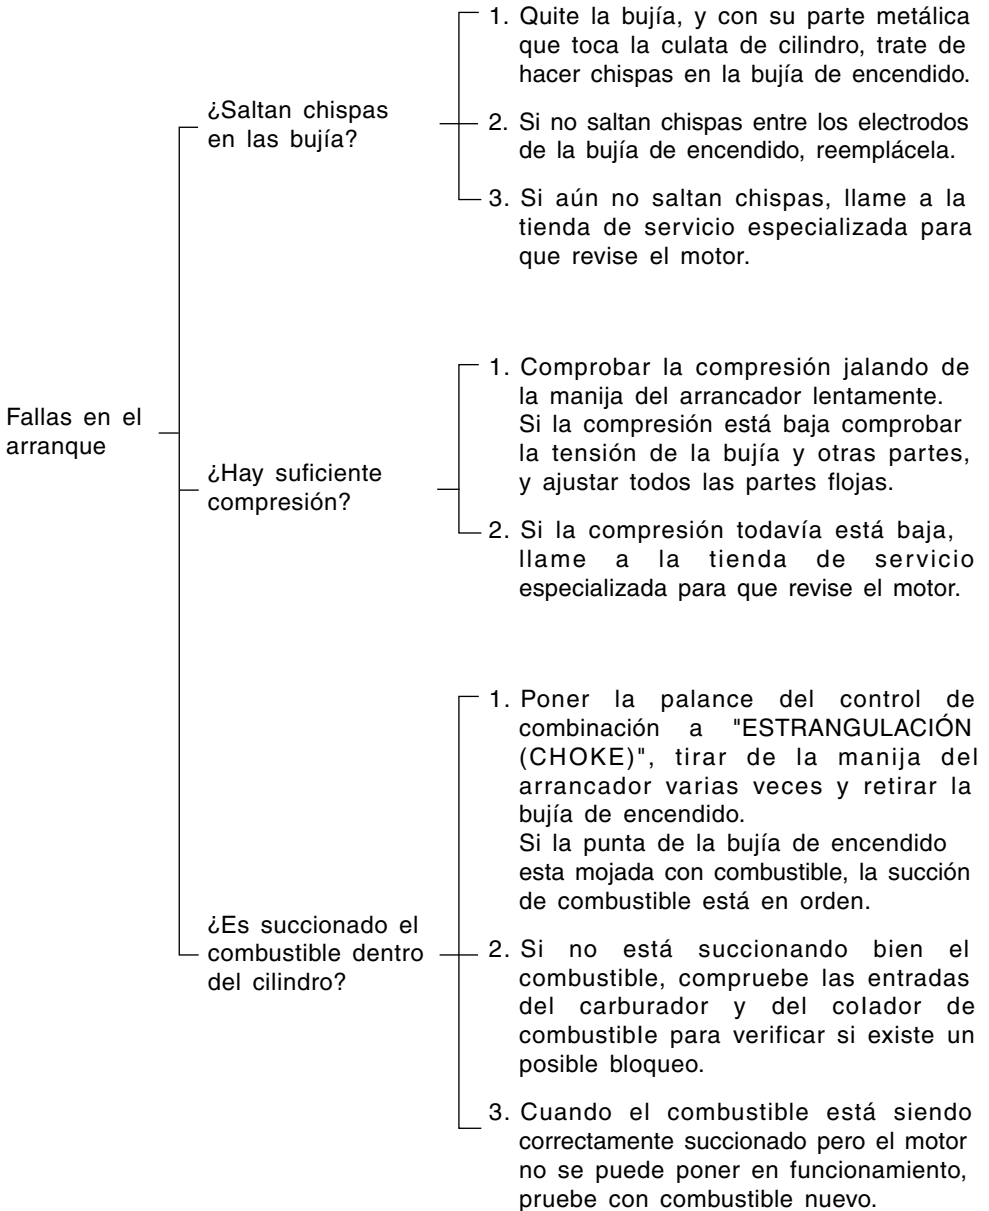 Fallas en el
arranque
¿Saltan chispas
en las bujía?
1. Quite la bujía, y con su parte metálica
que toca la culata de cilindro, trate de
hacer chispas en la bujía de encendido.
2. Si no saltan chispas entre los electrodos
de la bujía de encendido, reemplácela.
3. Si aún no saltan chispas, llame a la
tienda de servicio especializada para
que revise el motor.
¿Hay suficiente
compresión?
1. Comprobar la compresión jalando de
la manija del arrancador lentamente.
Si la compresión está baja comprobar
la tensión de la bujía y otras partes,
y ajustar todos las partes flojas.
2. Si la compresión todavía está baja,
llame a la tienda de servicio
especializada para que revise el motor.
¿Es succionado el
combustible dentro
del cilindro?
1. Poner la palance del control de
combinación a "ESTRANGULACIÓN
(CHOKE)", tirar de la manija del
arrancador varias veces y retirar la
bujía de encendido.
Si la punta de la bujía de encendido
esta mojada con combustible, la succión
de combustible está en orden.
2. Si no está succionando bien el
combustible, compruebe las entradas
del carburador y del colador de
combustible para verificar si existe un
posible bloqueo.
3. Cuando el combustible está siendo
correctamente succionado pero el motor
no se puede poner en funcionamiento,
pruebe con combustible nuevo.